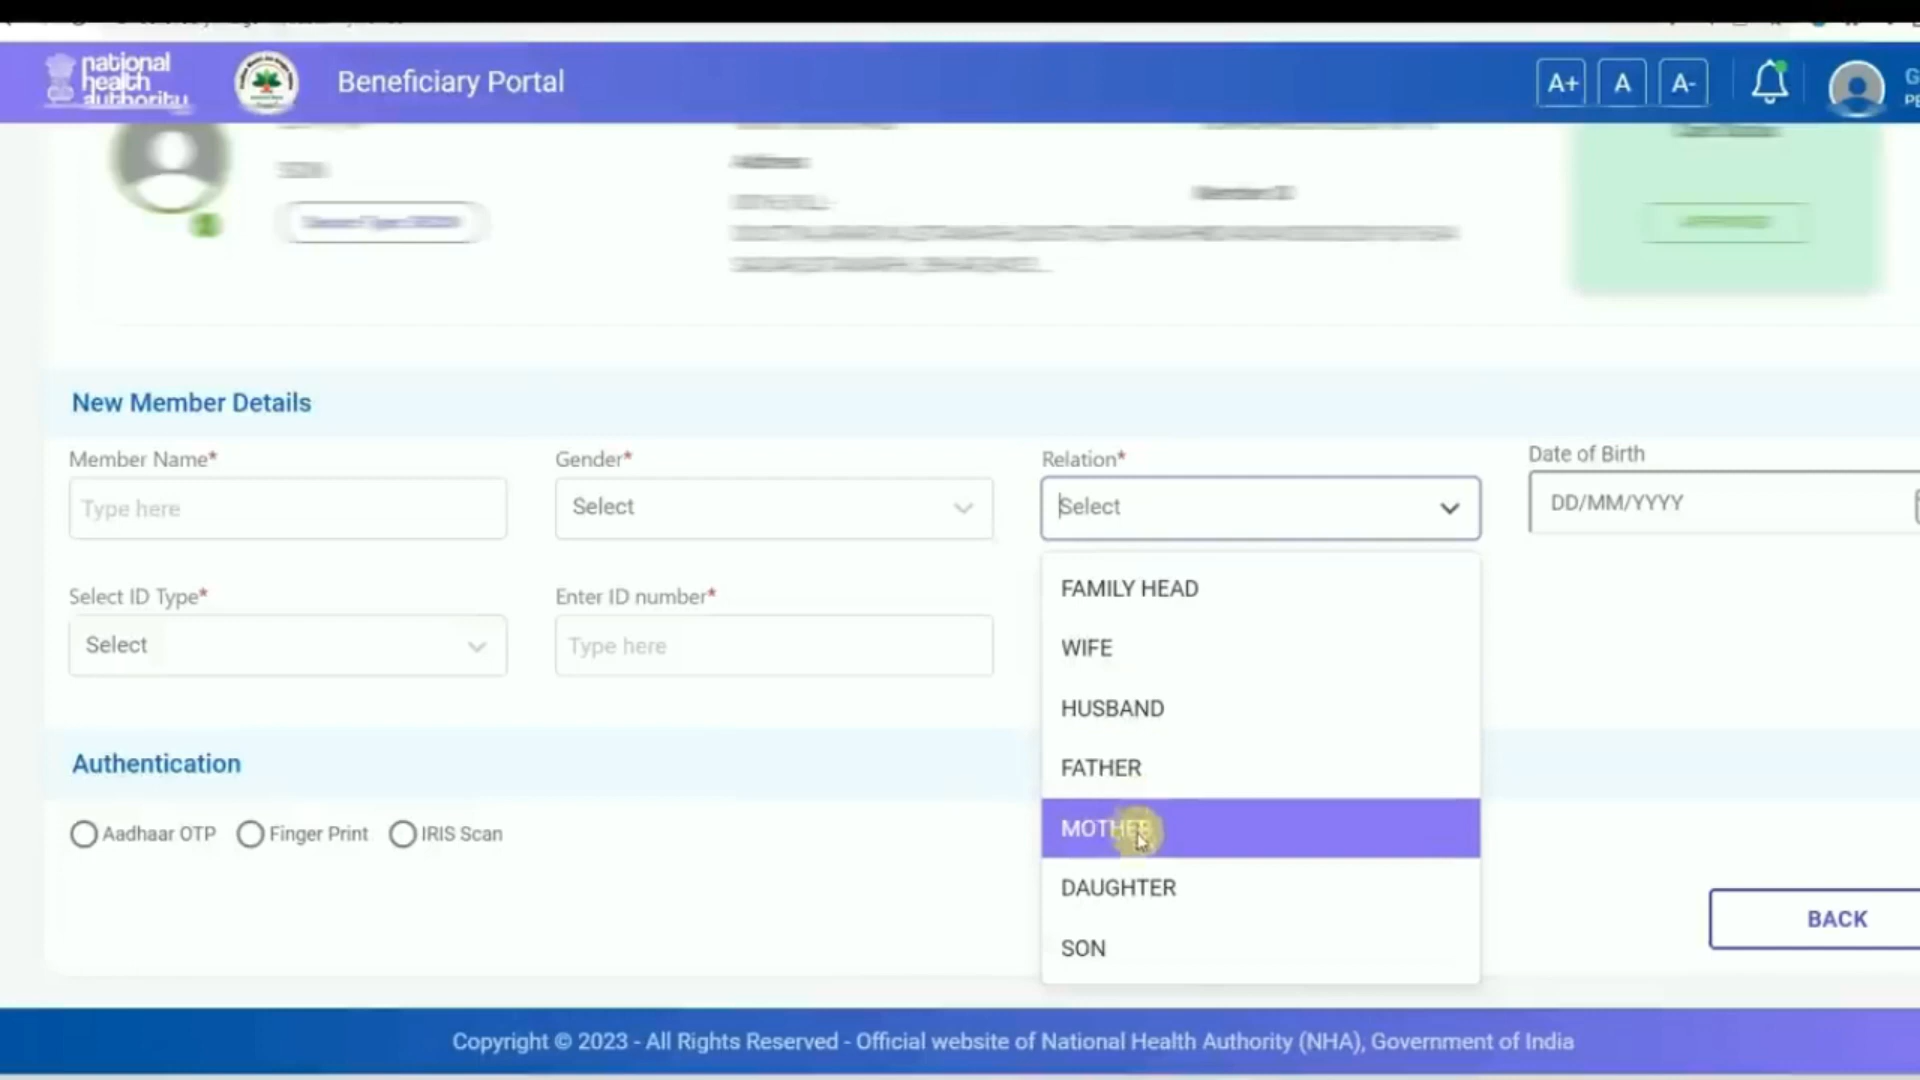 national
health
authority
Beneficiary Portal
A+
A
A-
New Member Details
Member Name*
Gender*
Relation*
Date of Birth
Type here
Select
Select
DD/MM/YYYY
Select ID Type*
Enter ID number*
Select
Type here
FAMILY HEAD
WIFE
HUSBAND
FATHER
MOTHER
DAUGHTER
SON
Authentication
Aadhaar OTP
Finger Print
IRIS Scan
BACK
Copyright © 2023 - All Rights Reserved - Official website of National Health Authority (NHA), Government of India